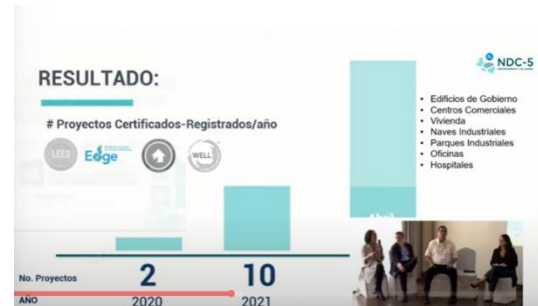 NDC-5
RESULTADO:
# Proyectos Certificados-Registrados/año
LEED
Edge
WELL
• Edificios de Gobierno
• Centros Comerciales
• Vivienda
• Naves Industriales
• Parques Industriales
• Oficinas
• Hospitales
Abril
No. Proyectos 2 10
AÑO 2020 2021